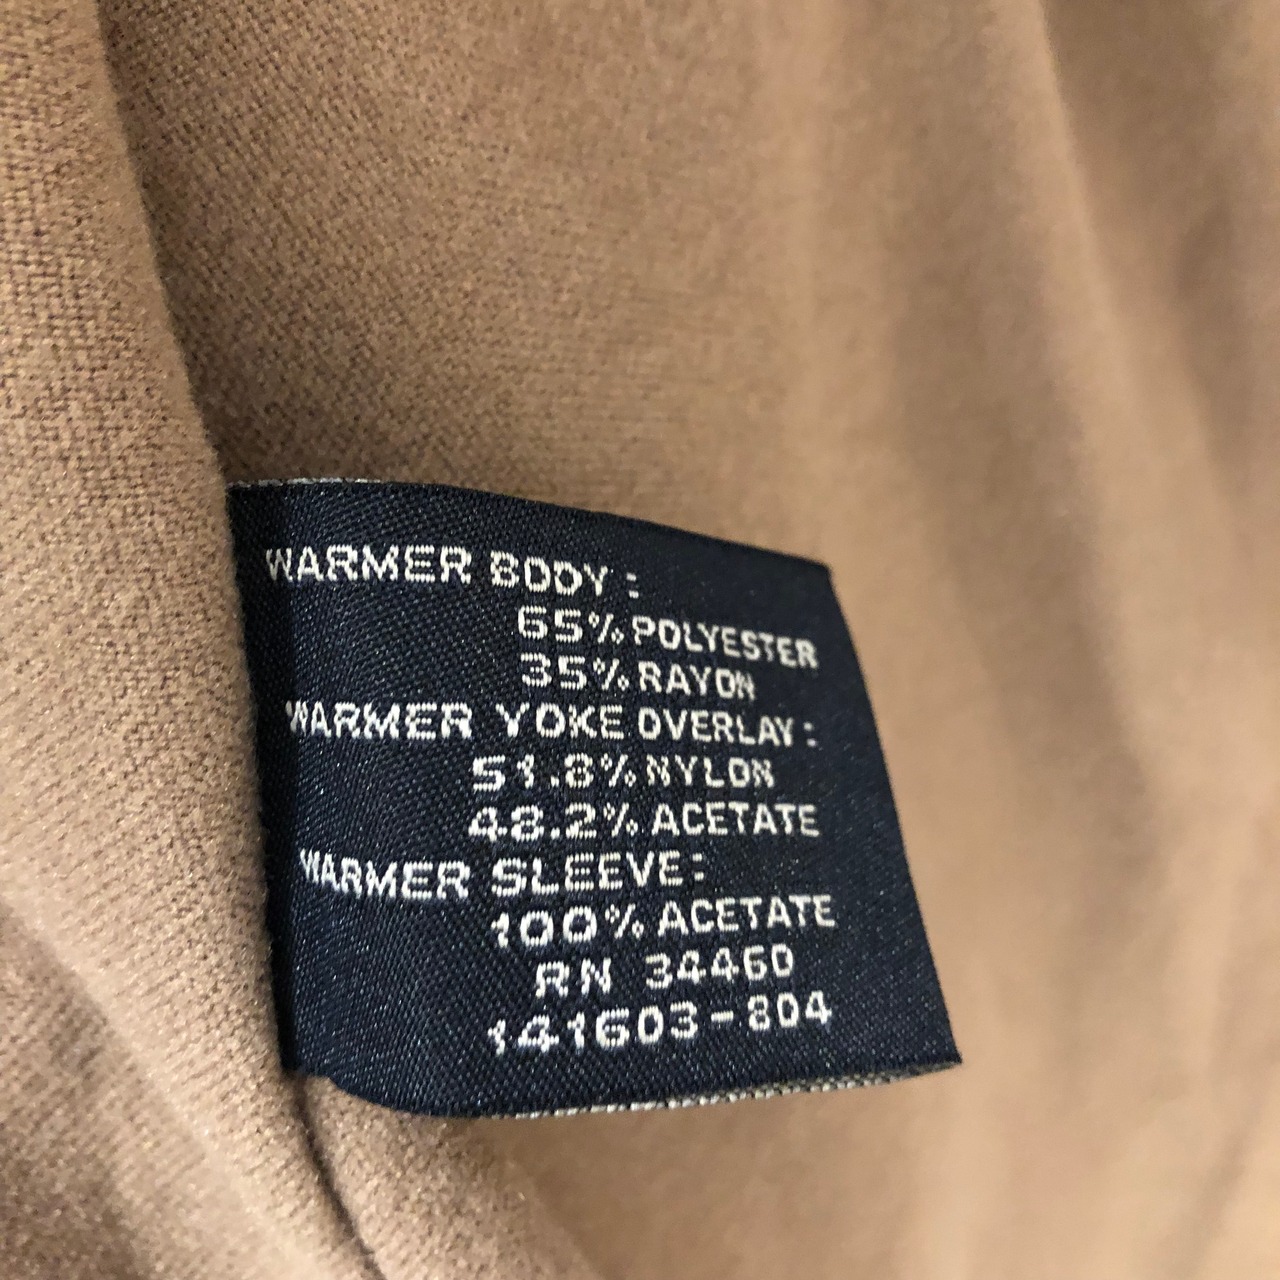 WARMER BODY :
65% POLYESTER
35% RAYON
WARMER YOKE OVERLAY :
51.8% NYLON
48.2% ACETATE
WARMER SLEEVE:
100% ACETATE
RN 34460
141603-804